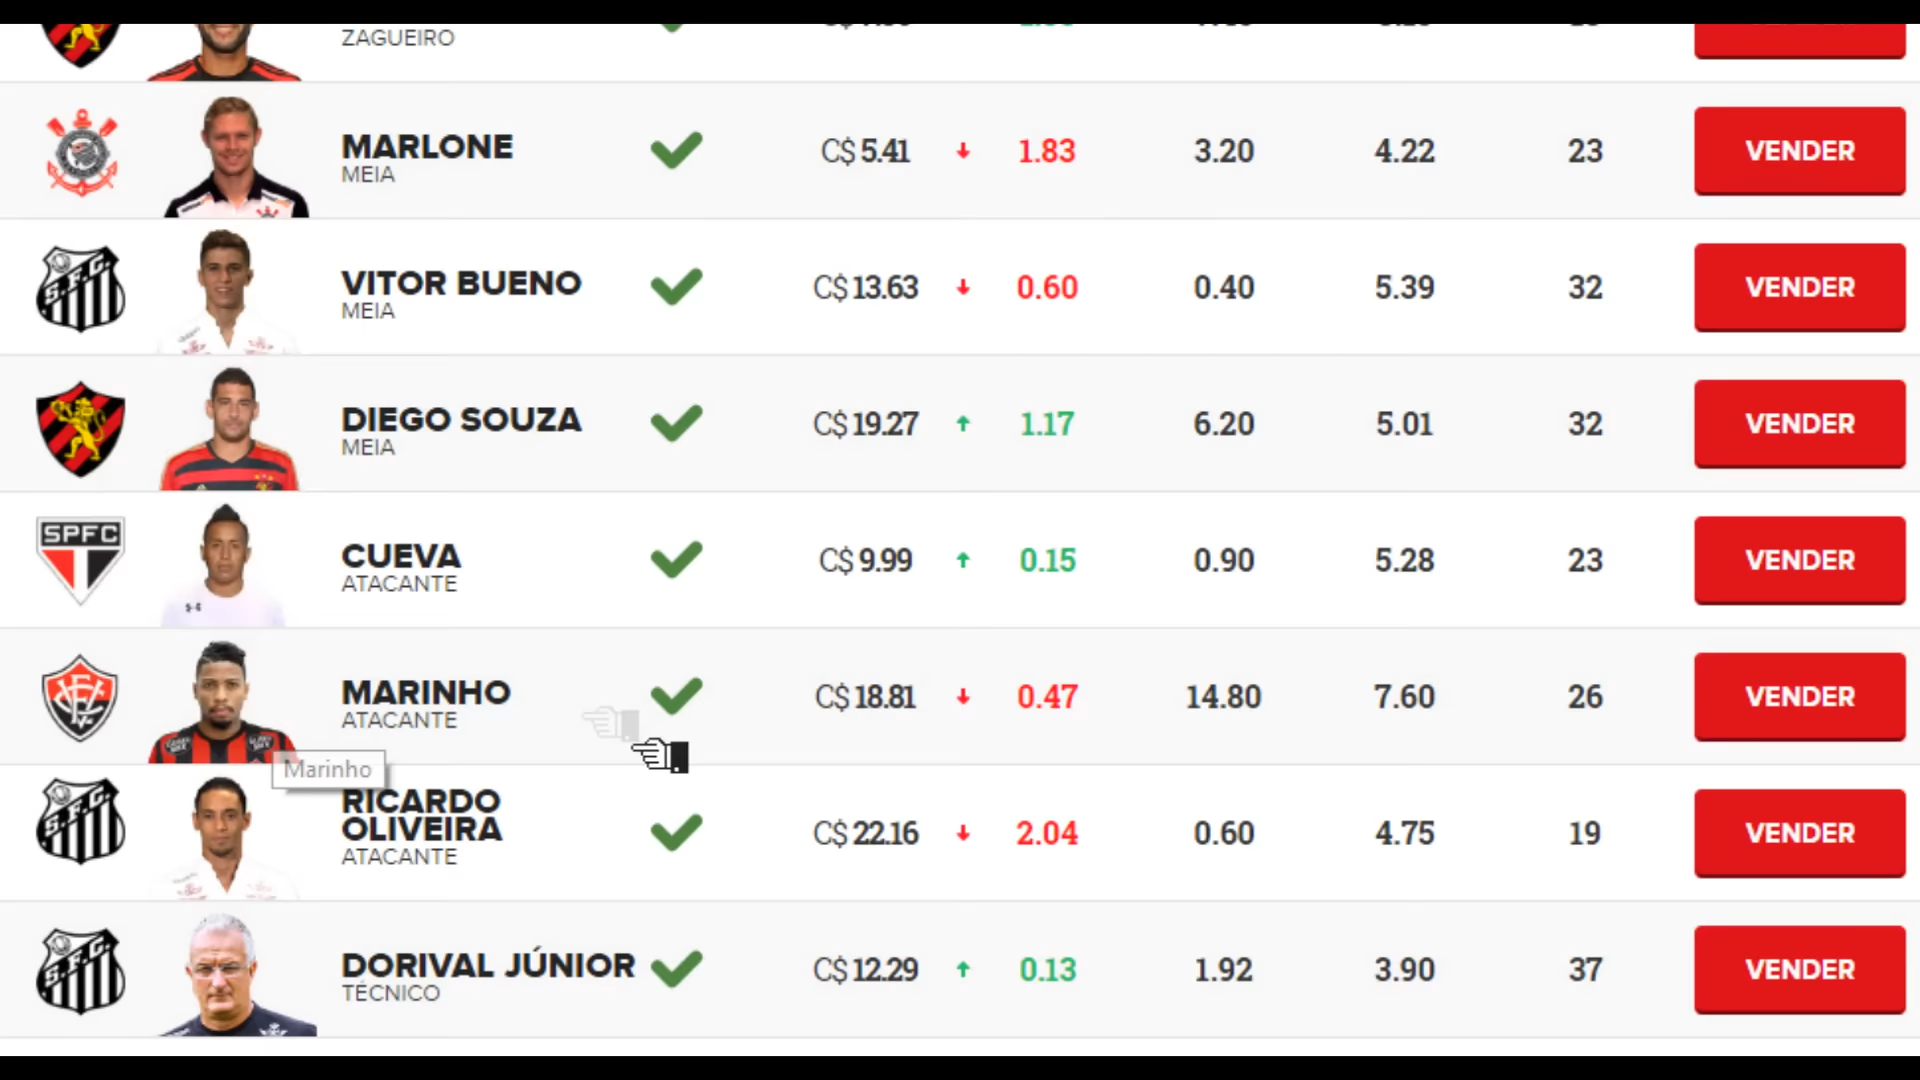 ZAGUEIRO
MARLONE
MEIA
C$ 5.41 1.83 3.20 4.22 23 VENDER
VITOR BUENO
MEIA
C$ 13.63 0.60 0.40 5.39 32 VENDER
DIEGO SOUZA
MEIA
C$ 19.27 1.17 6.20 5.01 32 VENDER
SPFC
CUEVA
ATACANTE
C$ 9.99 0.15 0.90 5.28 23 VENDER
MARINHO
ATACANTE
C$ 18.81 0.47 14.80 7.60 26 VENDER
Marinho
RICARDO
OLIVEIRA
ATACANTE
C$ 22.16 2.04 0.60 4.75 19 VENDER
DORIVAL JÚNIOR
TÉCNICO
C$ 12.29 0.13 1.92 3.90 37 VENDER